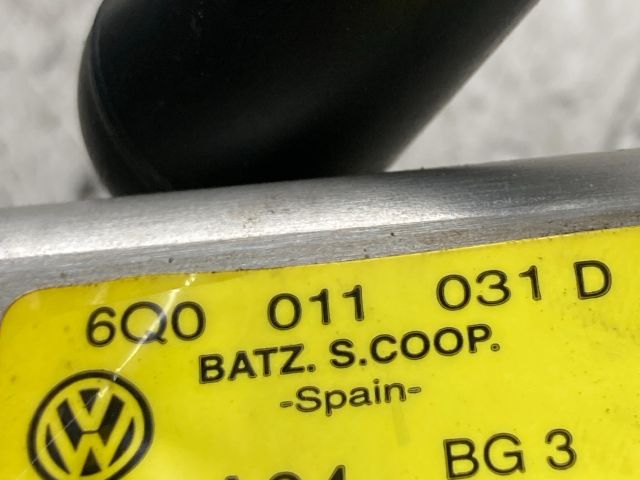 6Q0 011 031 D
BATZ. S.COOP.
-Spain-
BG 3